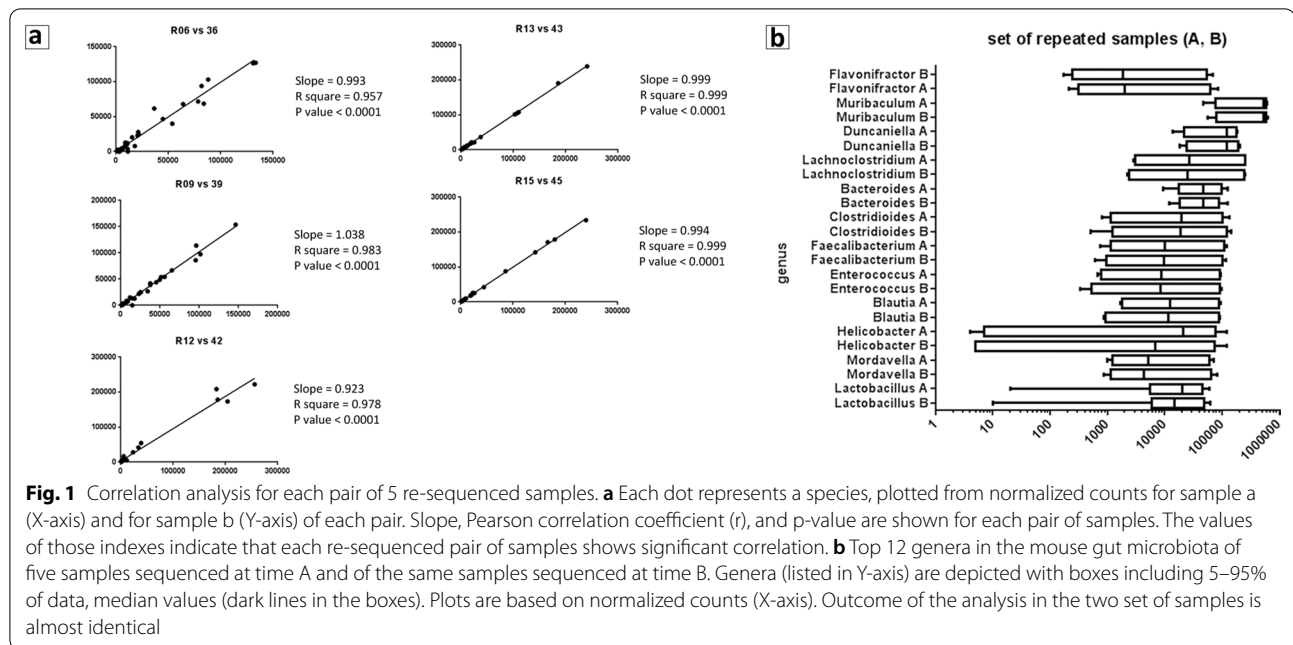 a
R06 vs 36
150000
100000
50000
0
0
50000
100000
150000
Slope = 0.993
R square = 0.957
P value < 0.0001
R13 vs 43
300000
200000
100000
0
0
100000
200000
300000
Slope = 0.999
R square = 0.999
P value < 0.0001
R09 vs 39
200000
150000
100000
50000
0
0
50000
100000
150000
200000
Slope = 1.038
R square = 0.983
P value < 0.0001
R15 vs 45
300000
200000
100000
0
0
100000
200000
300000
Slope = 0.994
R square = 0.999
P value < 0.0001
R12 vs 42
300000
200000
100000
0
0
100000
200000
300000
Slope = 0.923
R square = 0.978
P value < 0.0001
b
set of repeated samples (A, B)
genus
Flavonifractor B
Flavonifractor A
Muribaculum A
Muribaculum B
Duncaniella A
Duncaniella B
Lachnoclostridium A
Lachnoclostridium B
Bacteroides A
Bacteroides B
Clostridioides A
Clostridioides B
Faecalibacterium A
Faecalibacterium B
Enterococcus A
Enterococcus B
Blautia A
Blautia B
Helicobacter A
Helicobacter B
Mordavella A
Mordavella B
Lactobacillus A
Lactobacillus B
1
10
100
1000
10000
100000
1000000
Fig. 1 Correlation analysis for each pair of 5 re-sequenced samples. a Each dot represents a species, plotted from normalized counts for sample a
(X-axis) and for sample b (Y-axis) of each pair. Slope, Pearson correlation coefficient (r), and p-value are shown for each pair of samples. The values
of those indexes indicate that each re-sequenced pair of samples shows significant correlation. b Top 12 genera in the mouse gut microbiota of
five samples sequenced at time A and of the same samples sequenced at time B. Genera (listed in Y-axis) are depicted with boxes including 5–95%
of data, median values (dark lines in the boxes). Plots are based on normalized counts (X-axis). Outcome of the analysis in the two set of samples is
almost identical